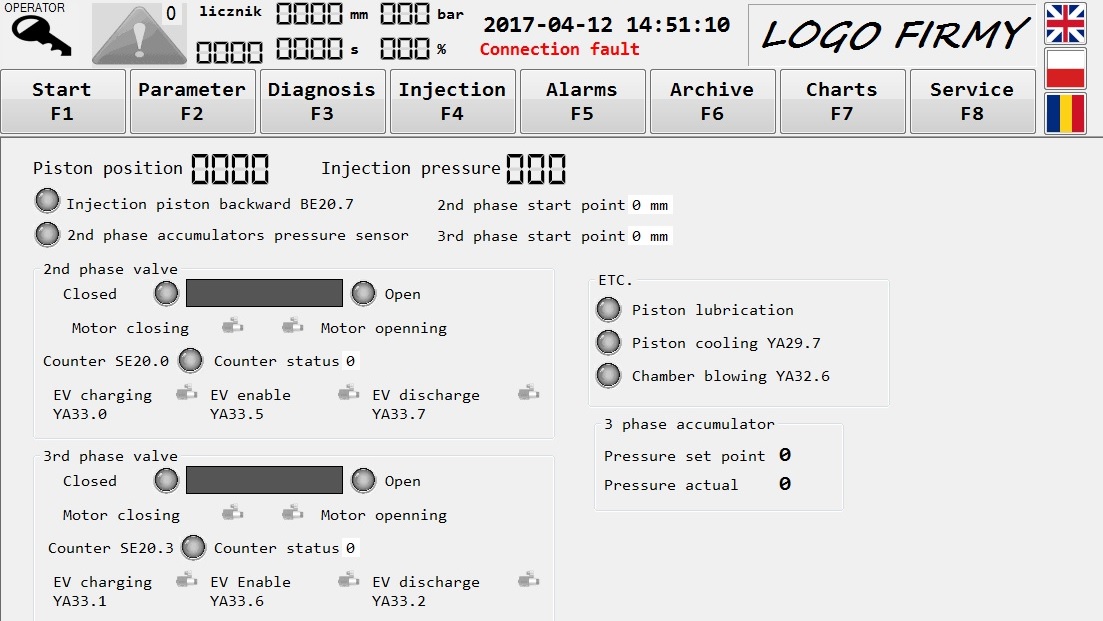 OPERATOR
0
licznik 0000 mm 000 bar
0000 0000 s 000 %
2017-04-12 14:51:10
Connection fault
LOGO FIRMY
Start Parameter Diagnosis Injection Alarms Archive Charts Service
F1 F2 F3 F4 F5 F6 F7 F8
Piston position 0000 Injection pressure 000
Injection piston backward BE20.7 2nd phase start point 0 mm
2nd phase accumulators pressure sensor 3rd phase start point 0 mm
2nd phase valve
Closed Open
Motor closing Motor openning
Counter SE20.0 Counter status 0
EV charging EV enable EV discharge
YA33.0 YA33.5 YA33.7
ETC.
Piston lubrication
Piston cooling YA29.7
Chamber blowing YA32.6
3 phase accumulator
Pressure set point 0
Pressure actual 0
3rd phase valve
Closed Open
Motor closing Motor openning
Counter SE20.3 Counter status 0
EV charging EV Enable EV discharge
YA33.1 YA33.6 YA33.2